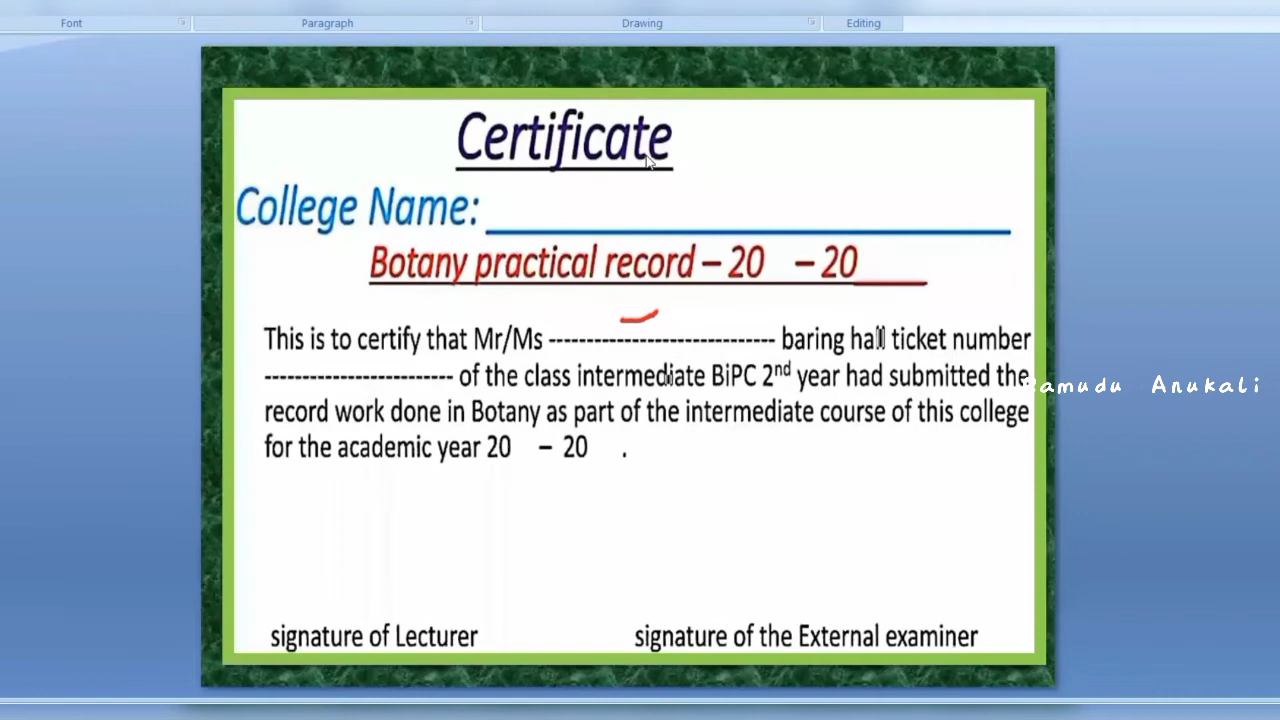 Font Paragraph Drawing Editing
Certificate
College Name: ____________________
Botany practical record – 20 – 20____
This is to certify that Mr/Ms ------------------------------ baring hall ticket number
------------------------- of the class intermediate BiPC 2nd year had submitted the
record work done in Botany as part of the intermediate course of this college
for the academic year 20 – 20 .
Ramudu Anukali
signature of Lecturer signature of the External examiner